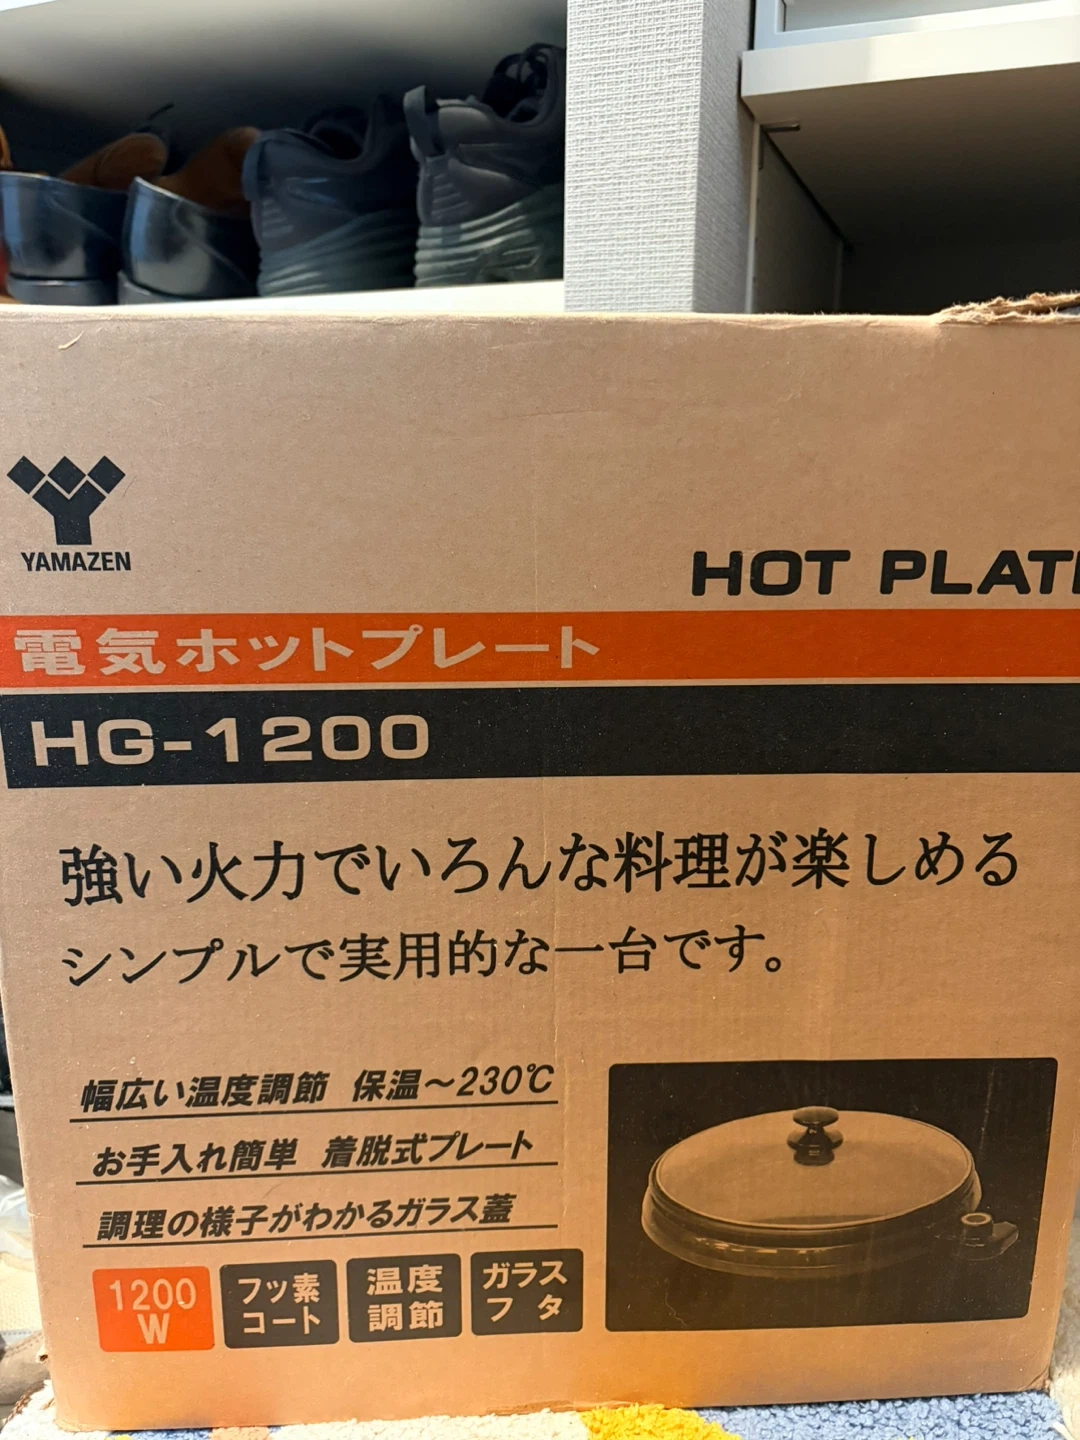 YAMAZEN
HOT PLAT
電気ホットプレート
HG-1200
強い火力でいろんな料理が楽しめる
シンプルで実用的な一台です。
幅広い温度調節 保温～230℃
お手入れ簡単 着脱式プレート
調理の様子がわかるガラス蓋
1200
W
フッ素
コート
温度
調節
ガラス
フタ